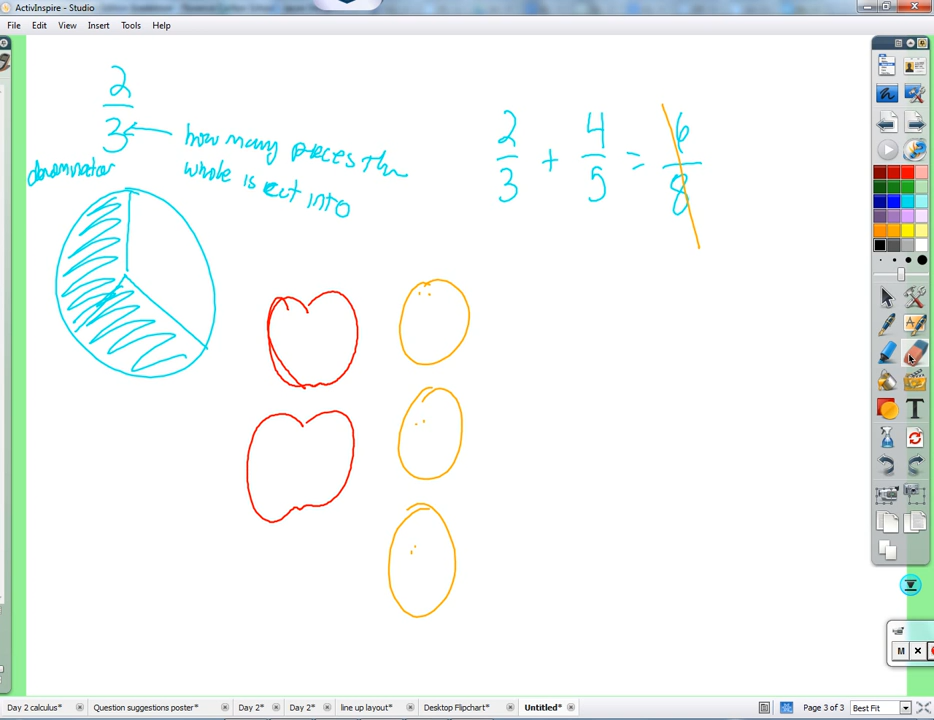 ActivInspire - Studio
File Edit View Insert Tools Help
2
3
denominator
how many pieces the
whole is cut into
2/3 + 4/5 = 6/8
T
M
Day 2 calculus* Question suggestions poster* Day 2* Day 2* line up layout* Desktop Flipchart* Untitled*
Page 3 of 3 Best Fit